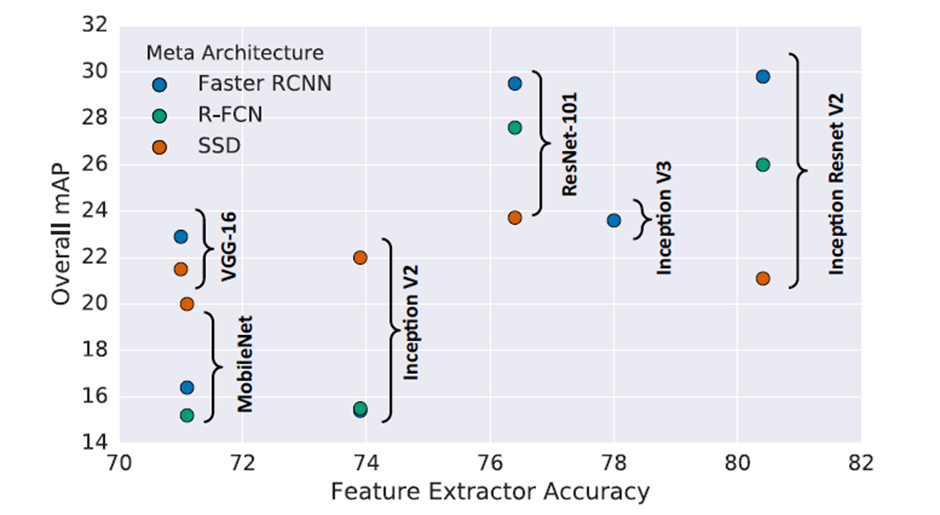 32
30
28
26
24
22
20
18
16
14
Overall mAP
Meta Architecture
Faster RCNN
R-FCN
SSD
VGG-16
MobileNet
Inception V2
ResNet-101
Inception V3
Inception Resnet V2
70 72 74 76 78 80 82
Feature Extractor Accuracy